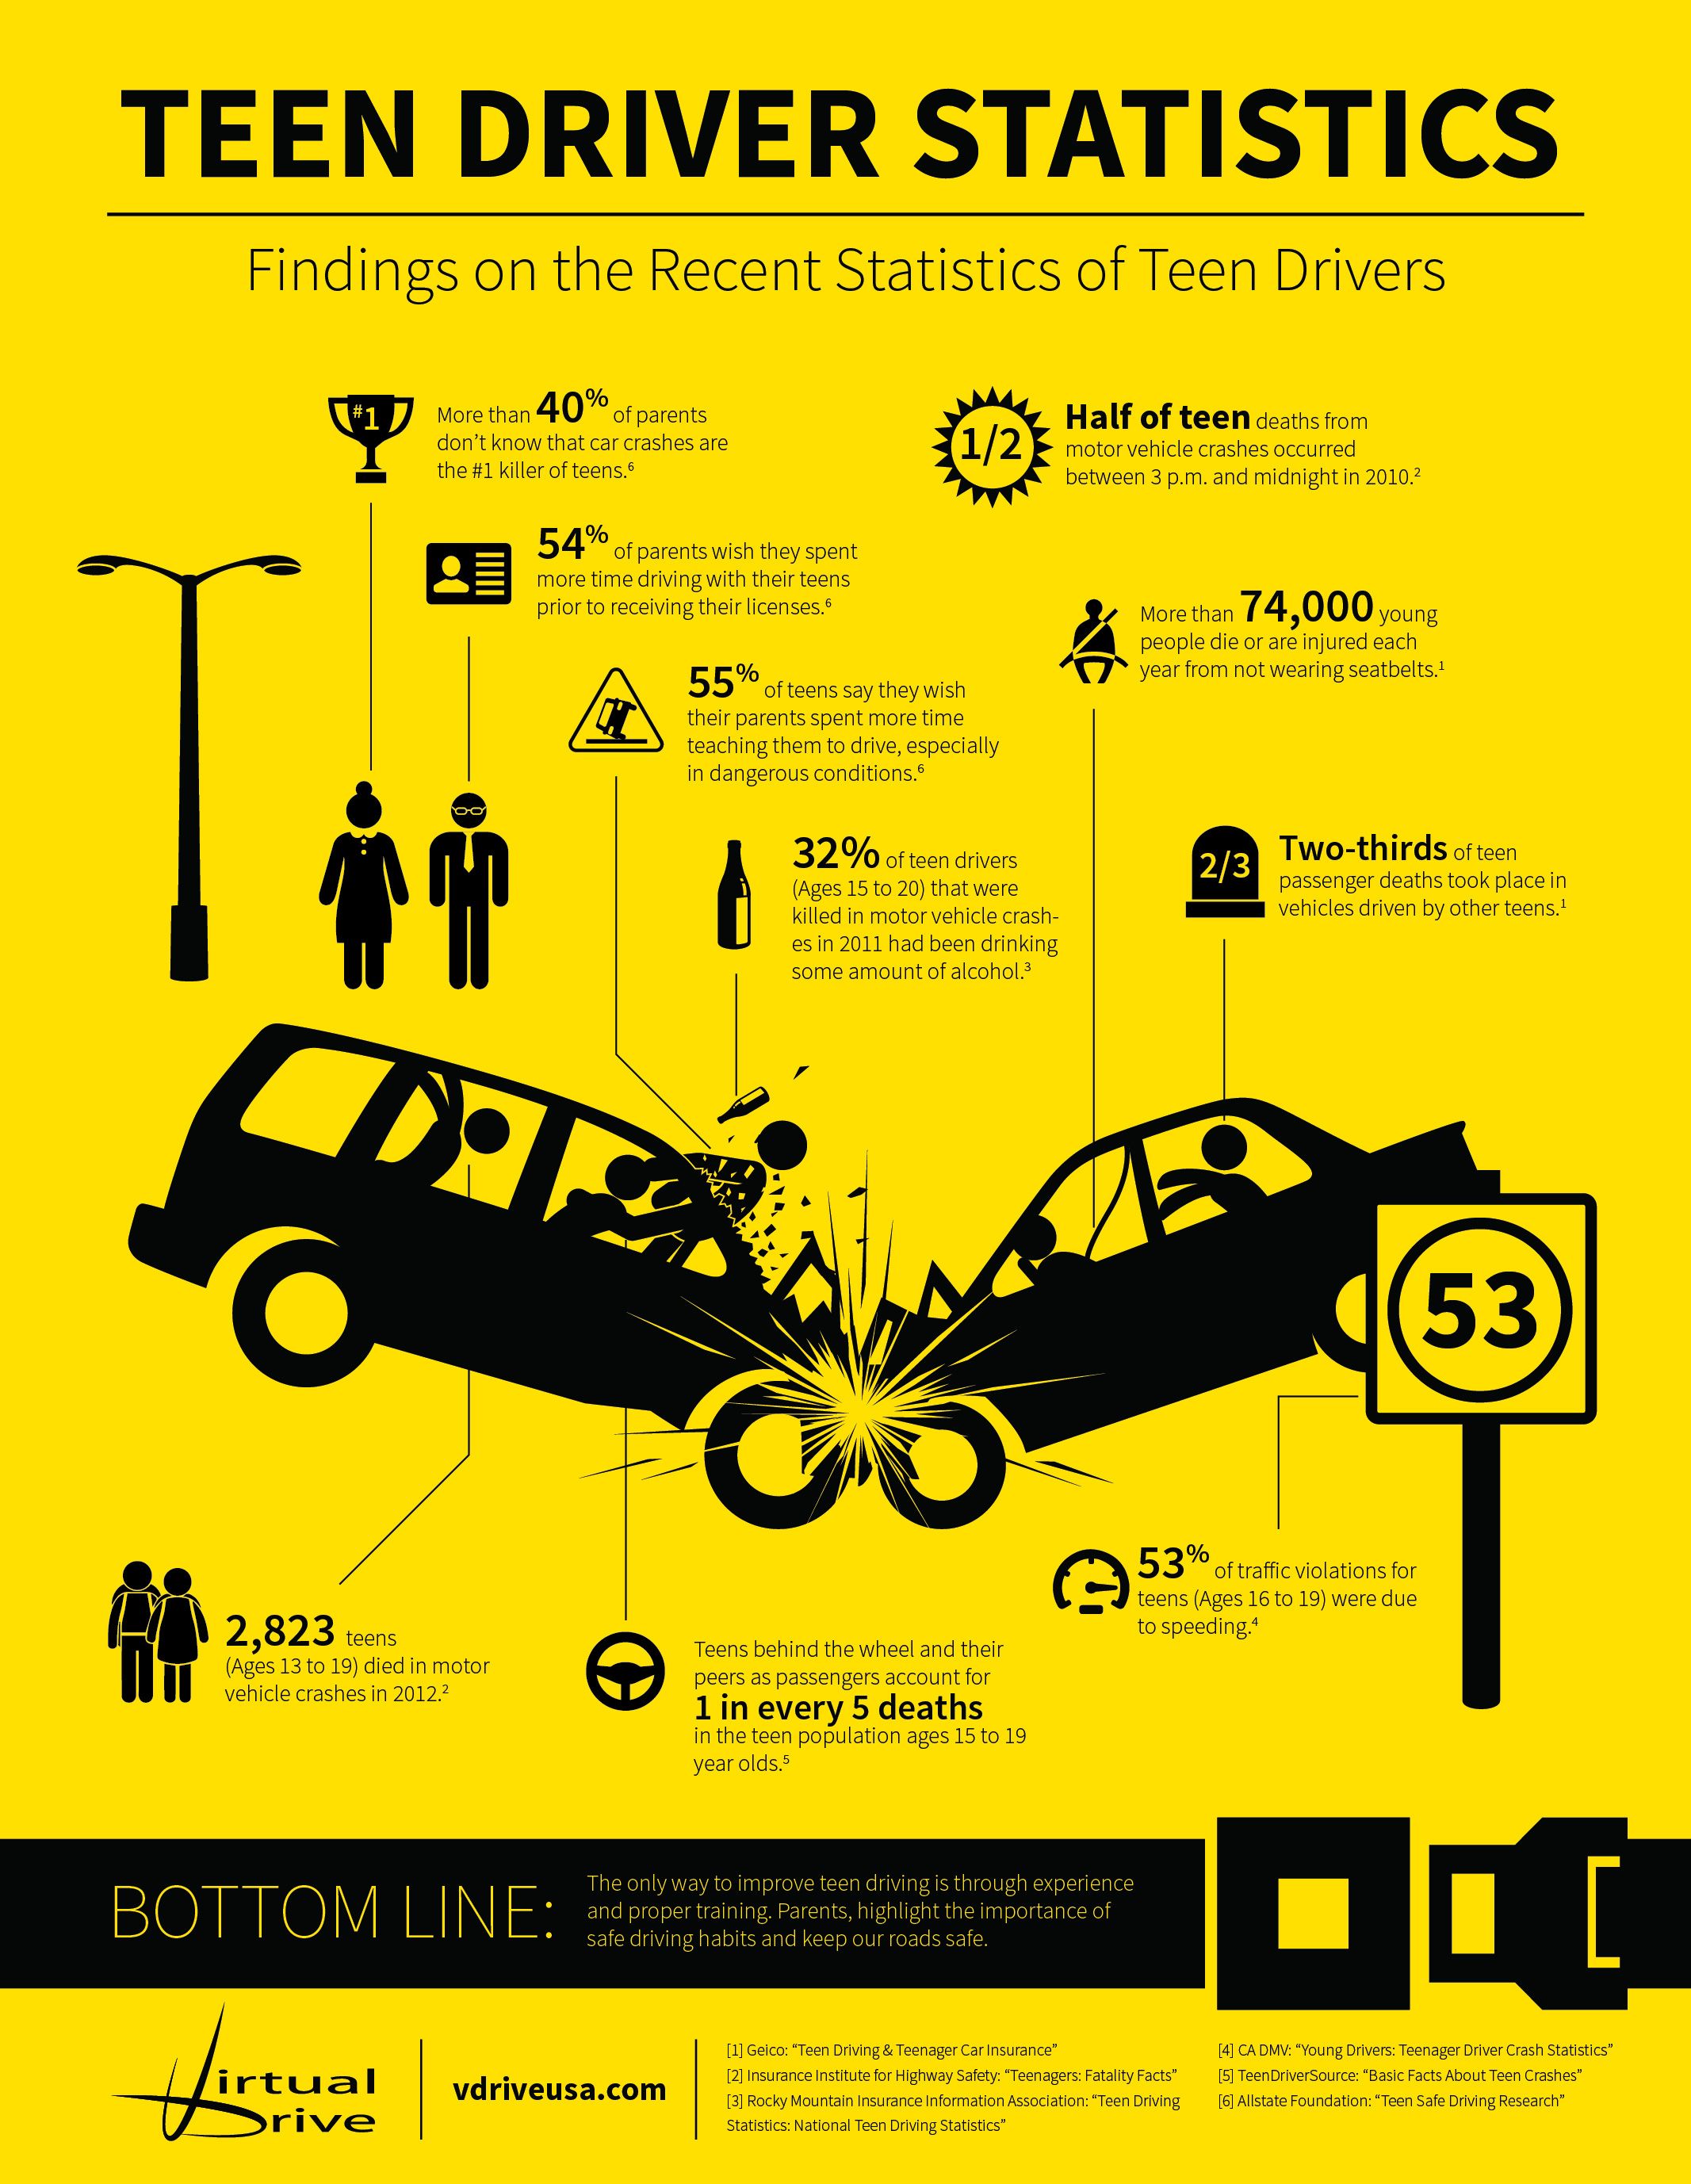 TEEN DRIVER STATISTICS
Findings on the Recent Statistics of Teen Drivers
#1
More than 40% of parents
don't know that car crashes are
the #1 killer of teens.6
1/2
Half of teen deaths from
motor vehicle crashes occurred
between 3 p.m. and midnight in 2010.2
54% of parents wish they spent
more time driving with their teens
prior to receiving their licenses.6
More than 74,000 young
people die or are injured each
year from not wearing seatbelts.1
55% of teens say they wish
their parents spent more time
teaching them to drive, especially
in dangerous conditions.6
32% of teen drivers
(Ages 15 to 20) that were
killed in motor vehicle crash-
es in 2011 had been drinking
some amount of alcohol.3
2/3
Two-thirds of teen
passenger deaths took place in
vehicles driven by other teens.1
53
53% of traffic violations for
teens (Ages 16 to 19) were due
to speeding.4
2,823 teens
(Ages 13 to 19) died in motor
vehicle crashes in 2012.2
Teens behind the wheel and their
peers as passengers account for
1 in every 5 deaths
in the teen population ages 15 to 19
year olds.5
BOTTOM LINE:
The only way to improve teen driving is through experience
and proper training. Parents, highlight the importance of
safe driving habits and keep our roads safe.
Virtual
Drive
vdriveusa.com
[1] Geico: “Teen Driving & Teenager Car Insurance”
[2] Insurance Institute for Highway Safety: “Teenagers: Fatality Facts”
[3] Rocky Mountain Insurance Information Association: “Teen Driving
Statistics: National Teen Driving Statistics”
[4] CA DMV: “Young Drivers: Teenager Driver Crash Statistics”
[5] TeenDriverSource: “Basic Facts About Teen Crashes”
[6] Allstate Foundation: “Teen Safe Driving Research”